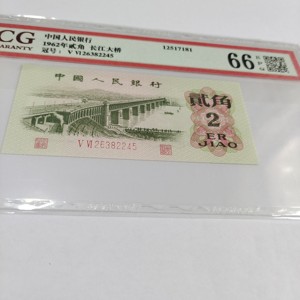 CG
ARANTY
中国人民银行
1962年贰角 长江大桥
冠号: V VI26382245
12517181
66 E
P
Q
中国人民银行
贰角
2
ER
JIAO
V VI 26382245